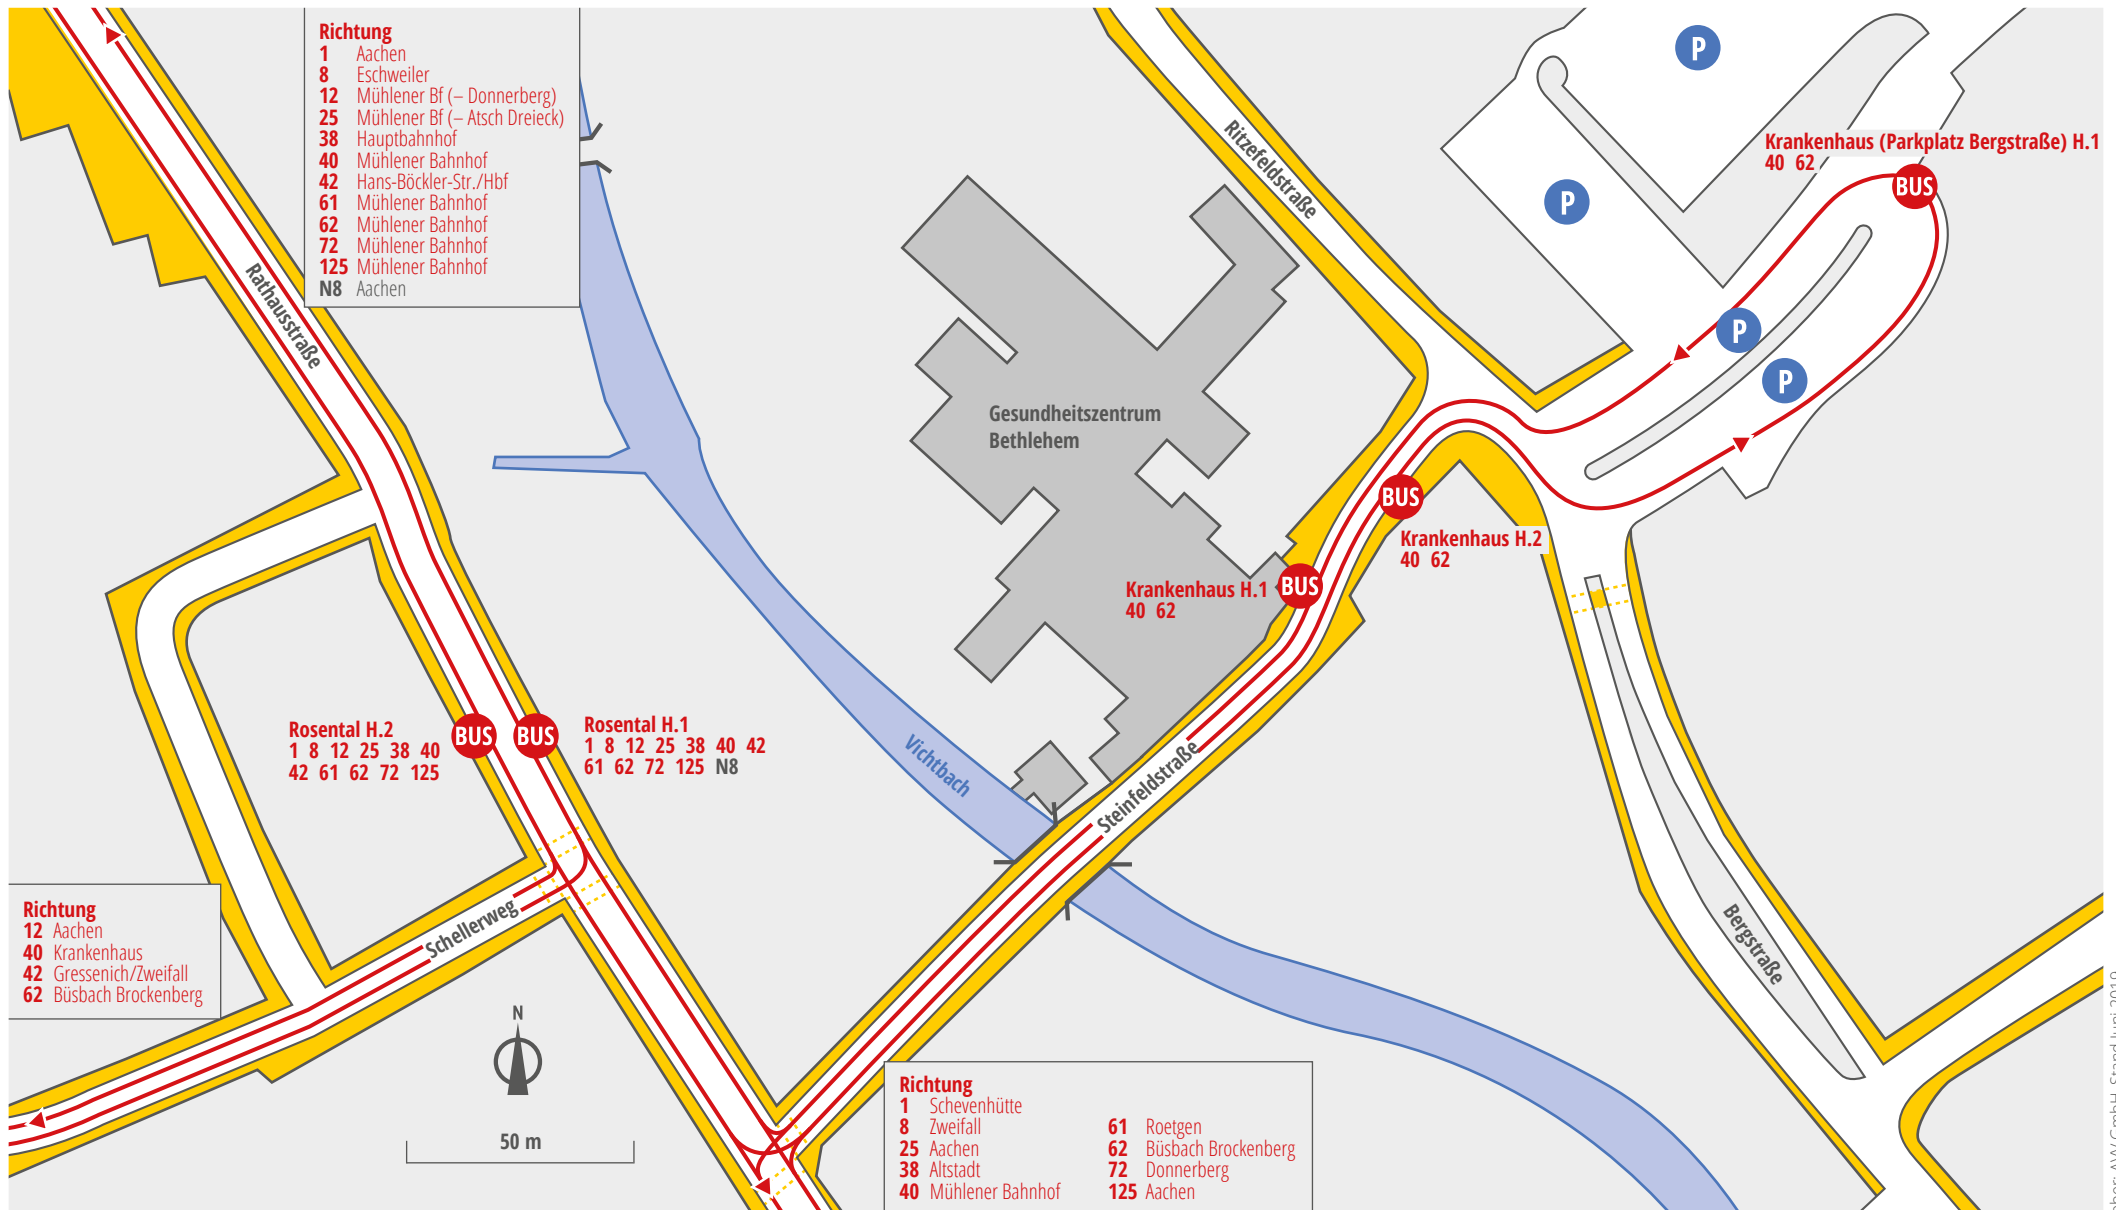 Richtung
1 Aachen
8 Eschweiler
12 Mühlener Bf (– Donnerberg)
25 Mühlener Bf (– Atsch Dreieck)
38 Hauptbahnhof
40 Mühlener Bahnhof
42 Hans-Böckler-Str./Hbf
61 Mühlener Bahnhof
62 Mühlener Bahnhof
72 Mühlener Bahnhof
125 Mühlener Bahnhof
N8 Aachen
Rathausstraße
Ritzefeldstraße
P
P
P
P
Krankenhaus (Parkplatz Bergstraße) H.1
40 62
BUS
Gesundheitszentrum
Bethlehem
BUS
Krankenhaus H.2
40 62
Krankenhaus H.1
40 62
BUS
Rosental H.2
1 8 12 25 38 40
42 61 62 72 125
BUS
BUS
Rosental H.1
1 8 12 25 38 40 42
61 62 72 125 N8
Vichtbach
Steinfeldstraße
Schellerweg
Bergstraße
Richtung
12 Aachen
40 Krankenhaus
42 Gressenich/Zweifall
62 Büsbach Brockenberg
N
50 m
Richtung
1 Schevenhütte
8 Zweifall
25 Aachen
38 Altstadt
40 Mühlener Bahnhof
61 Roetgen
62 Büsbach Brockenberg
72 Donnerberg
125 Aachen
AVV GmbH, Stand Juni 2019